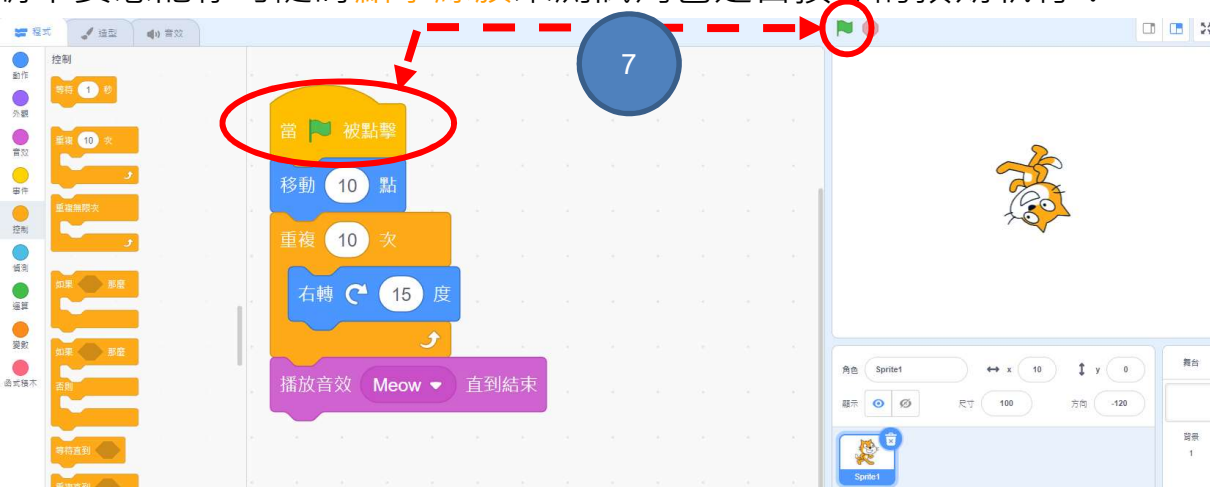 程式
造型
音效
7
動作
外觀
音效
事件
控制
偵測
運算
變數
函式積木
控制
等待 1 秒
重複 10 次
重複無限次
如果 那麼
如果 那麼
否則
等待直到
當 被點擊
移動 10 點
重複 10 次
右轉 15 度
播放音效 Meow 直到結束
角色 Sprite1 x 10 y 0
顯示 尺寸 100 方向 -120
Sprite1
舞台
背景
1